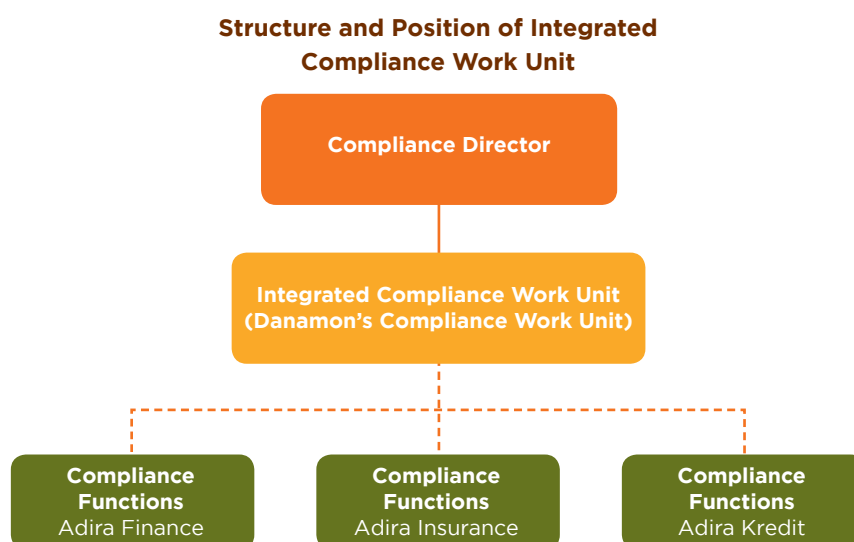 Structure and Position of Integrated
Compliance Work Unit
Compliance Director
Integrated Compliance Work Unit
(Danamon’s Compliance Work Unit)
Compliance
Functions
Adira Finance
Compliance
Functions
Adira Insurance
Compliance
Functions
Adira Kredit